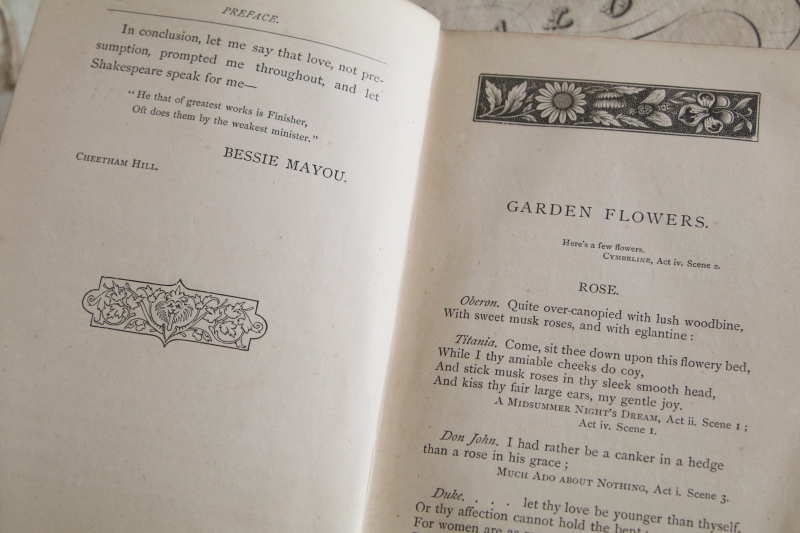 PREFACE.
In conclusion, let me say that love, not pre-
sumption, prompted me throughout, and let
Shakespeare speak for me—
"He that of greatest works is Finisher,
Oft does them by the weakest minister."
BESSIE MAYOU.
CHEETHAM HILL.
GARDEN FLOWERS.
Here's a few flowers.
CYMBELINE, Act iv. Scene 2.
ROSE.
Oberon. Quite over-canopied with lush woodbine,
With sweet musk roses, and with eglantine:
Titania. Come, sit thee down upon this flowery bed,
While I thy amiable cheeks do coy,
And stick musk roses in thy sleek smooth head,
And kiss thy fair large ears, my gentle joy.
A MIDSUMMER NIGHT'S DREAM, Act ii. Scene 1;
Act iv. Scene 1.
Don John. I had rather be a canker in a hedge
than a rose in his grace;
MUCH ADO ABOUT NOTHING, Act i. Scene 3.
Duke. . . . let thy love be younger than thyself,
Or thy affection cannot hold the bent
For women are as